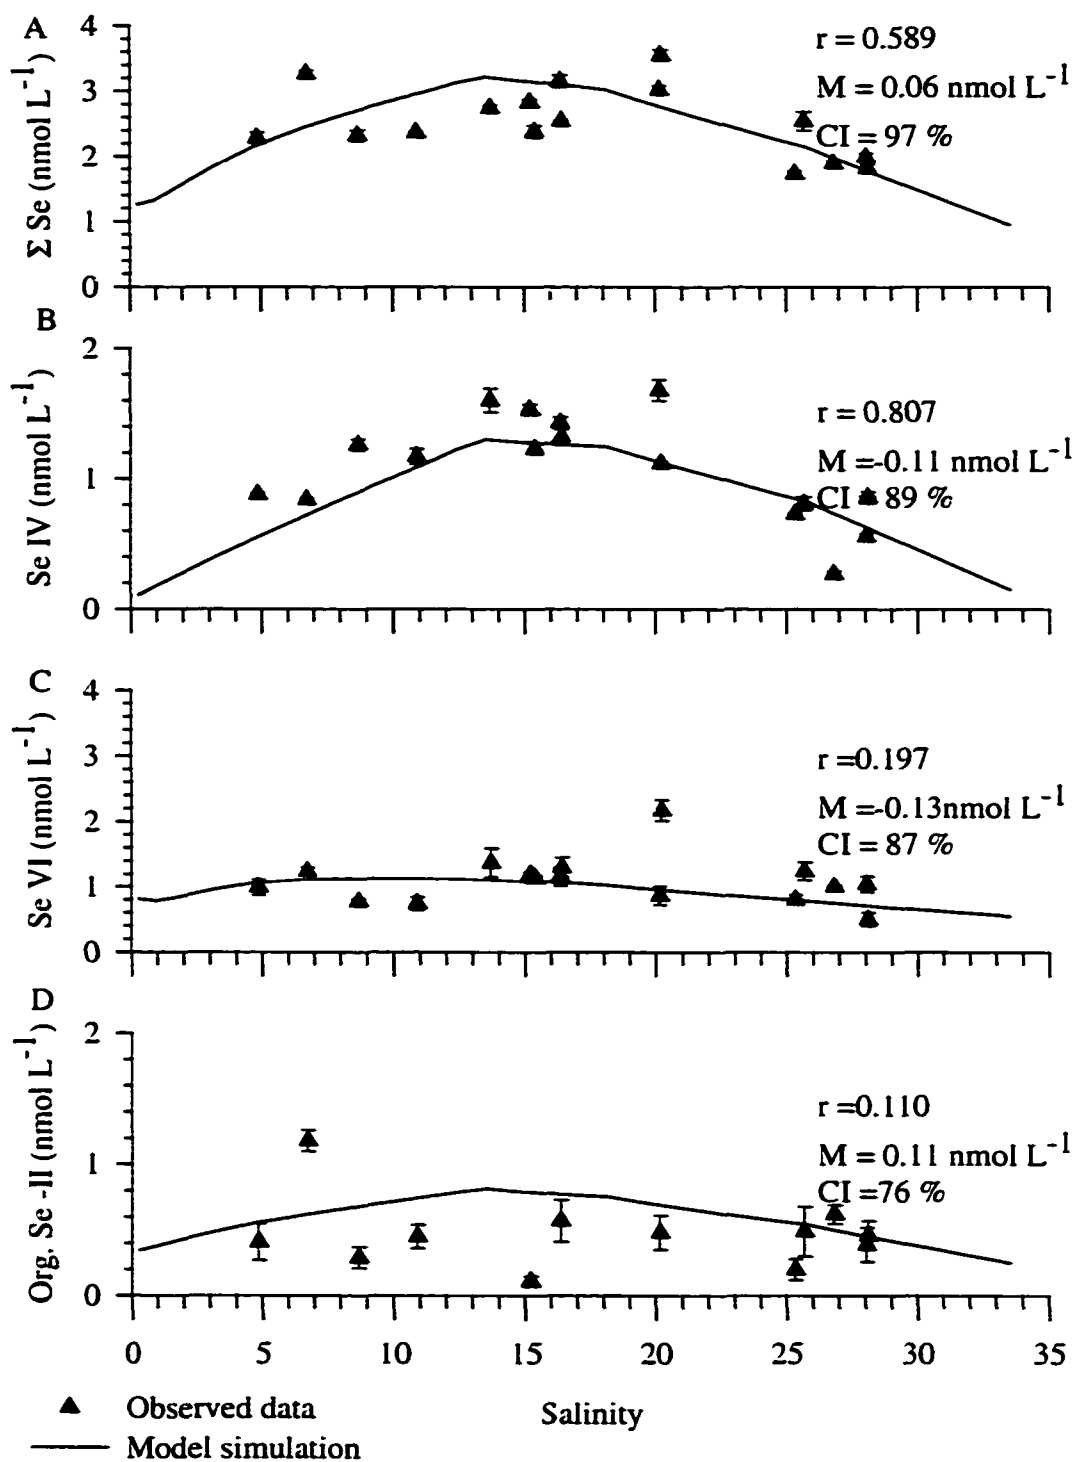 A
Σ Se (nmol L⁻¹)
4
3
2
1
0
r = 0.589
M = 0.06 nmol L⁻¹
CI = 97 %
B
Se IV (nmol L⁻¹)
2
1
0
r = 0.807
M =-0.11 nmol L⁻¹
CI = 89 %
C
Se VI (nmol L⁻¹)
4
3
2
1
0
r =0.197
M =-0.13nmol L⁻¹
CI = 87 %
D
Org. Se -II (nmol L⁻¹)
2
1
0
r =0.110
M = 0.11 nmol L⁻¹
CI =76 %
0 5 10 15 20 25 30 35
Salinity
Observed data
Model simulation